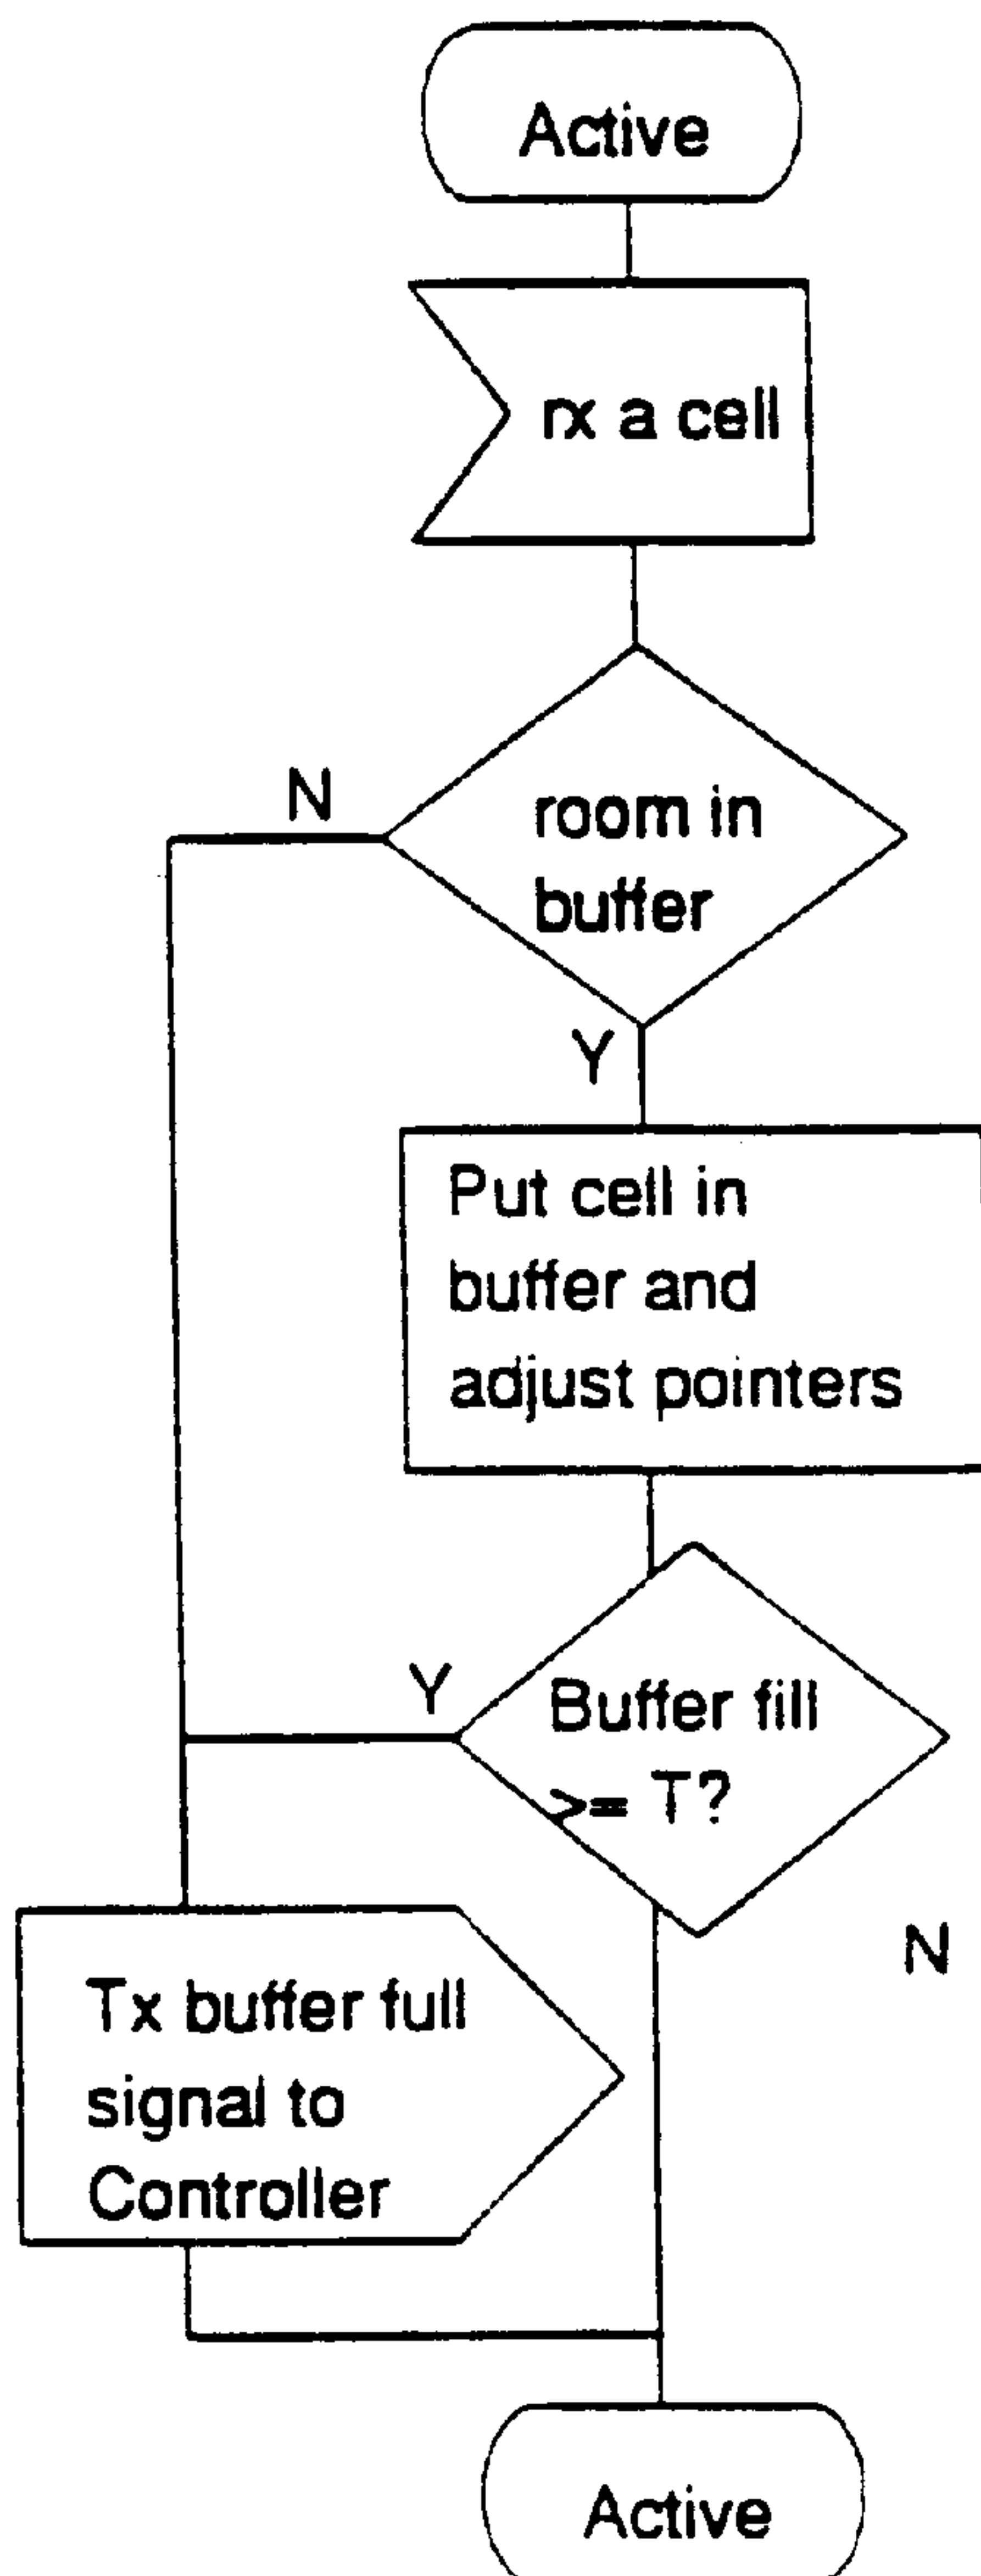 Active
rx a cell
N
room in
buffer
Y
Put cell in
buffer and
adjust pointers
Y
Buffer fill
>= T?
N
Tx buffer full
signal to
Controller
Active